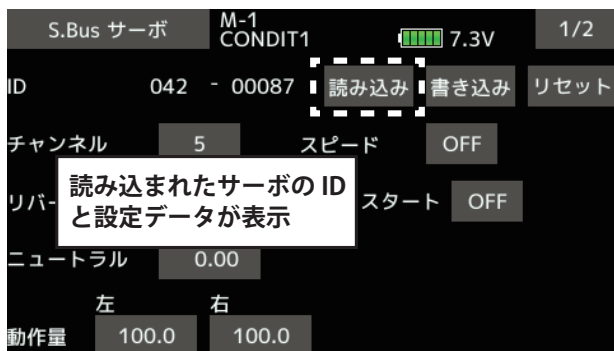 S.Bus サーボ M-1 7.3V 1/2
CONDIT1
ID 042 - 00087 読み込み 書き込み リセット
チャンネル 5 スピード OFF
読み込まれたサーボの ID
と設定データが表示
リバー スタート OFF
ニュートラル 0.00
左 右
動作量 100.0 100.0